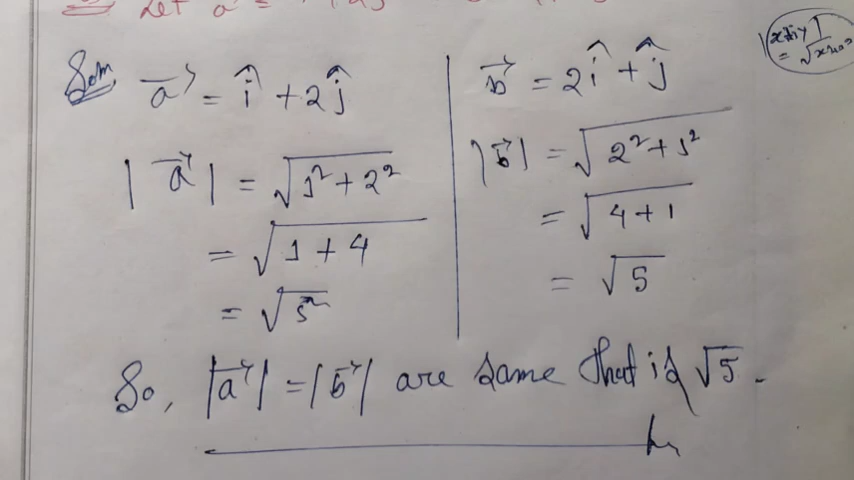 Let a =
Soln
a⃗ = î + 2ĵ
|a⃗| = √1² + 2²
= √1 + 4
= √5
b⃗ = 2î + ĵ
|b⃗| = √2² + 1²
= √4 + 1
= √5
So, |a⃗| = |b⃗| are same that is √5.